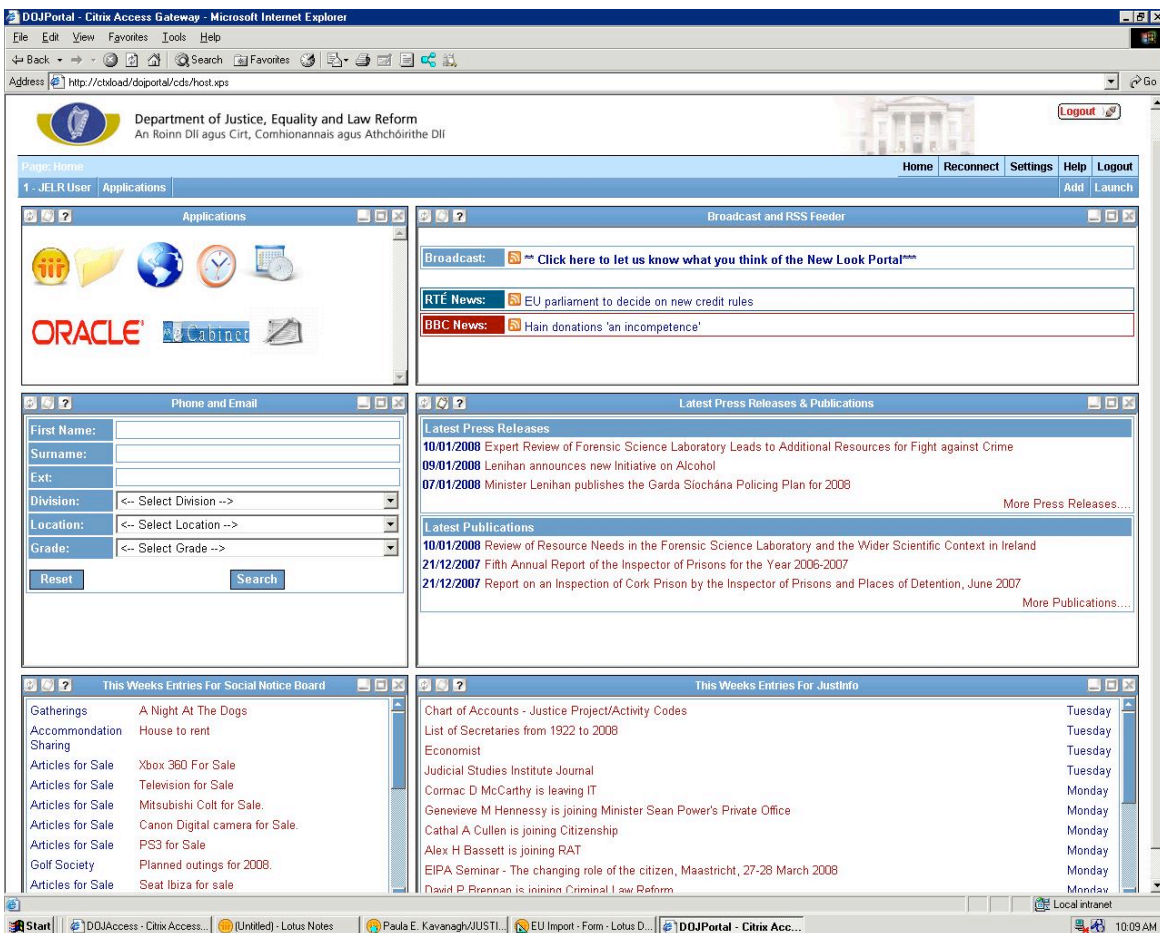 DOJPortal - Citrix Access Gateway - Microsoft Internet Explorer
File Edit View Favorites Tools Help
Back Search Favorites
Address http://ctxload/dojportal/cds/host.xps Go
Department of Justice, Equality and Law Reform
An Roinn Dlí agus Cirt, Comhionannais agus Athchóirithe Dlí
Logout
Page: Home
Home Reconnect Settings Help Logout
1 - JELR User Applications Add Launch
Applications
ORACLE
Cabinet
Broadcast and RSS Feeder
Broadcast: ** Click here to let us know what you think of the New Look Portal***
RTÉ News: EU parliament to decide on new credit rules
BBC News: Hain donations 'an incompetence'
Phone and Email
First Name:
Surname:
Ext:
Division: <-- Select Division -->
Location: <-- Select Location -->
Grade: <-- Select Grade -->
Reset Search
Latest Press Releases & Publications
Latest Press Releases
10/01/2008 Expert Review of Forensic Science Laboratory Leads to Additional Resources for Fight against Crime
09/01/2008 Lenihan announces new Initiative on Alcohol
07/01/2008 Minister Lenihan publishes the Garda Síochána Policing Plan for 2008
More Press Releases....
Latest Publications
10/01/2008 Review of Resource Needs in the Forensic Science Laboratory and the Wider Scientific Context in Ireland
21/12/2007 Fifth Annual Report of the Inspector of Prisons for the Year 2006-2007
21/12/2007 Report on an Inspection of Cork Prison by the Inspector of Prisons and Places of Detention, June 2007
More Publications....
This Weeks Entries For Social Notice Board
Gatherings A Night At The Dogs
Accommodation Sharing House to rent
Articles for Sale Xbox 360 For Sale
Articles for Sale Television for Sale
Articles for Sale Mitsubishi Colt for Sale.
Articles for Sale Canon Digital camera for Sale.
Articles for Sale PS3 for Sale
Golf Society Planned outings for 2008.
Articles for Sale Seat Ibiza for sale
This Weeks Entries For JustInfo
Chart of Accounts - Justice Project/Activity Codes Tuesday
List of Secretaries from 1922 to 2008 Tuesday
Economist Tuesday
Judicial Studies Institute Journal Tuesday
Cormac D McCarthy is leaving IT Monday
Genevieve M Hennessy is joining Minister Sean Power's Private Office Monday
Cathal A Cullen is joining Citizenship Monday
Alex H Bassett is joining RAT Monday
EIPA Seminar - The changing role of the citizen, Maastricht, 27-28 March 2008 Monday
David P Brennan is joining Criminal Law Reform Monday
Local intranet
Start DOJAccess - Citrix Access... (Untitled) - Lotus Notes Paula E. Kavanagh/JUSTI... EU Import - Form - Lotus D... DOJPortal - Citrix Acc... 10:09 AM